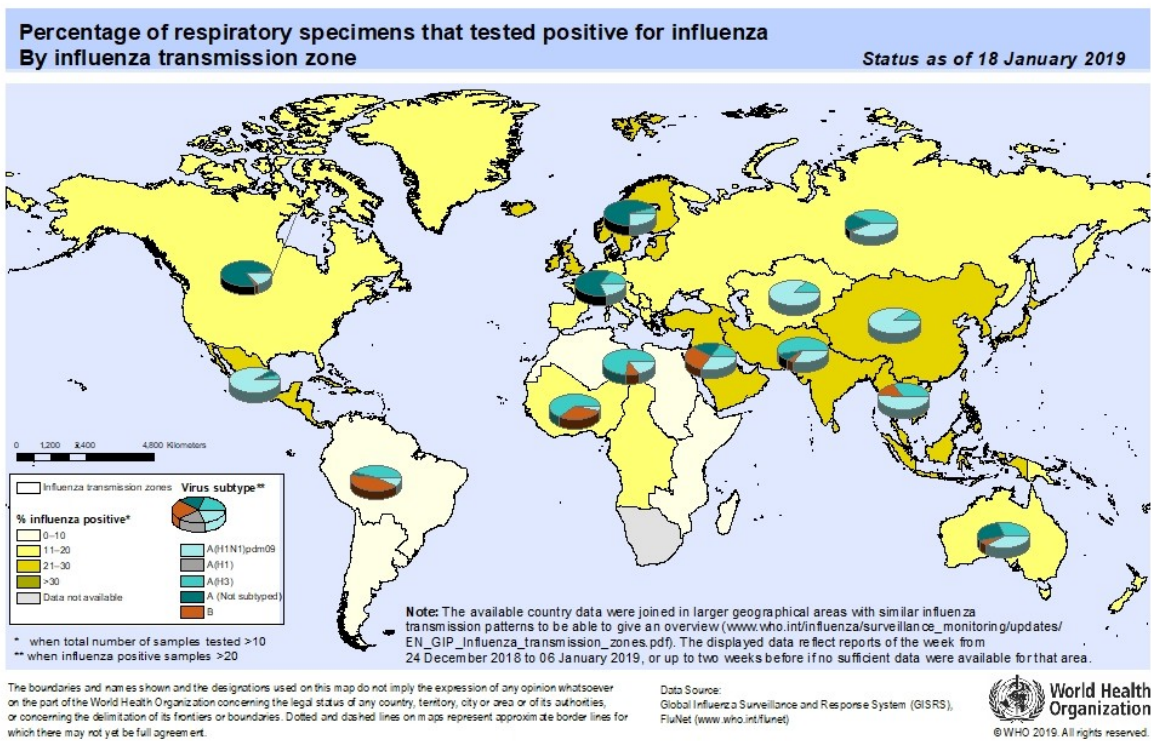 Percentage of respiratory specimens that tested positive for influenza
By influenza transmission zone
Status as of 18 January 2019
0 1,200 2,400 4,800 Kilometers
Influenza transmission zones
% influenza positive*
0–10
11–20
21–30
>30
Data not available
Virus subtype**
A(H1N1)pdm09
A(H1)
A(H3)
A (Not subtyped)
B
* when total number of samples tested >10
** when influenza positive samples >20
Note: The available country data were joined in larger geographical areas with similar influenza
transmission patterns to be able to give an overview (www.who.int/influenza/surveillance_monitoring/updates/
EN_GIP_Influenza_transmission_zones.pdf). The displayed data reflect reports of the week from
24 December 2018 to 06 January 2019, or up to two weeks before if no sufficient data were available for that area.
The boundaries and names shown and the designations used on this map do not imply the expression of any opinion whatsoever
on the part of the World Health Organization concerning the legal status of any country, territory, city or area or of its authorities,
or concerning the delimitation of its frontiers or boundaries. Dotted and dashed lines on maps represent approximate border lines for
which there may not yet be full agreement.
Data Source:
Global Influenza Surveillance and Response System (GISRS),
FluNet (www.who.int/flunet)
World Health
Organization
© WHO 2019. All rights reserved.